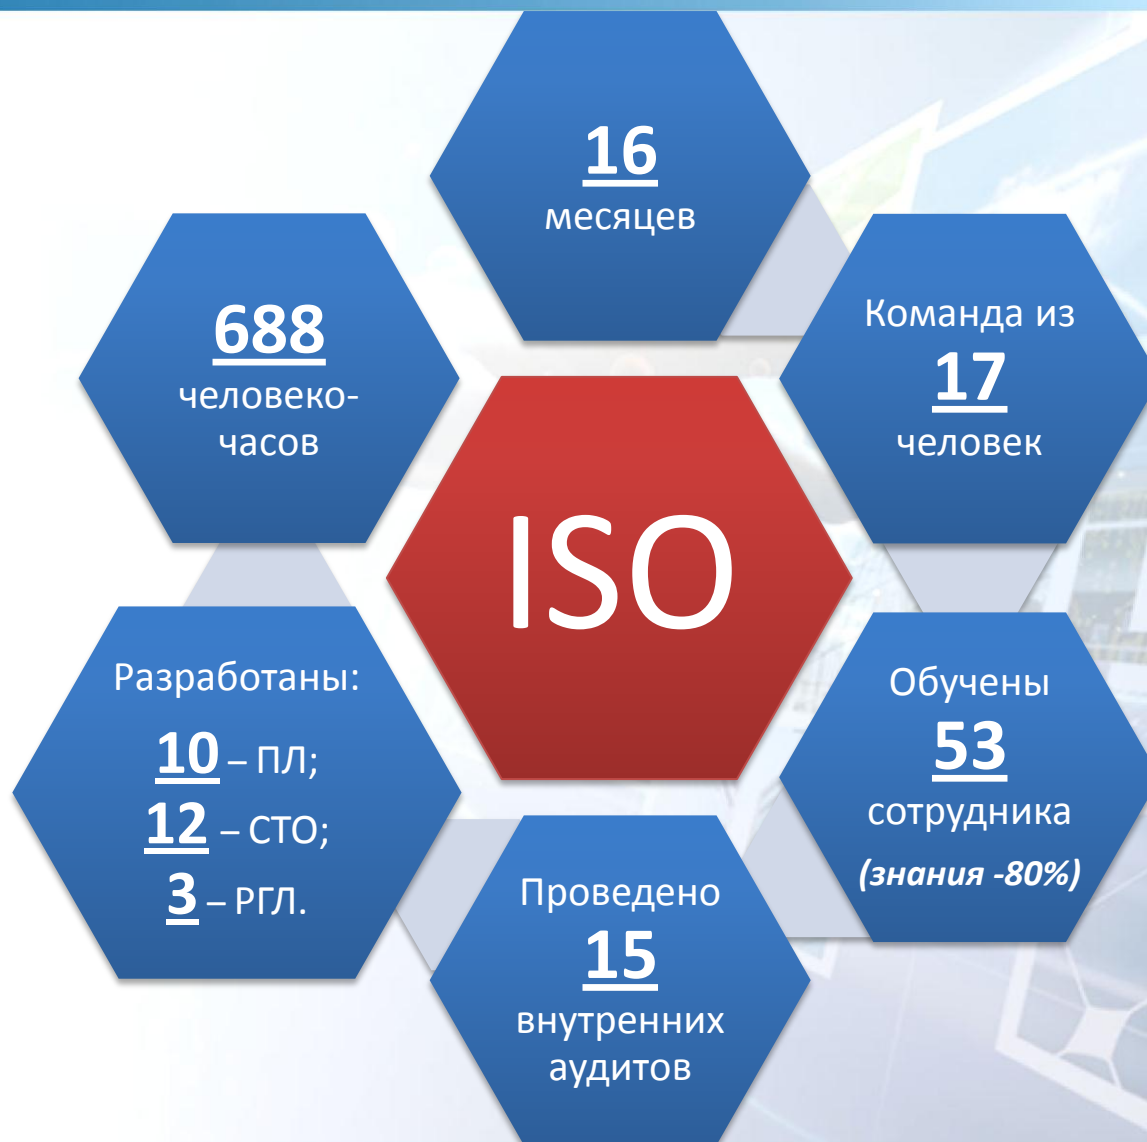 16
месяцев
Команда из
17
человек
Обучены
53
сотрудника
(знания -80%)
Проведено
15
внутренних
аудитов
Разработаны:
10 – ПЛ;
12 – СТО;
3 – РГЛ.
688
человеко-
часов
ISO